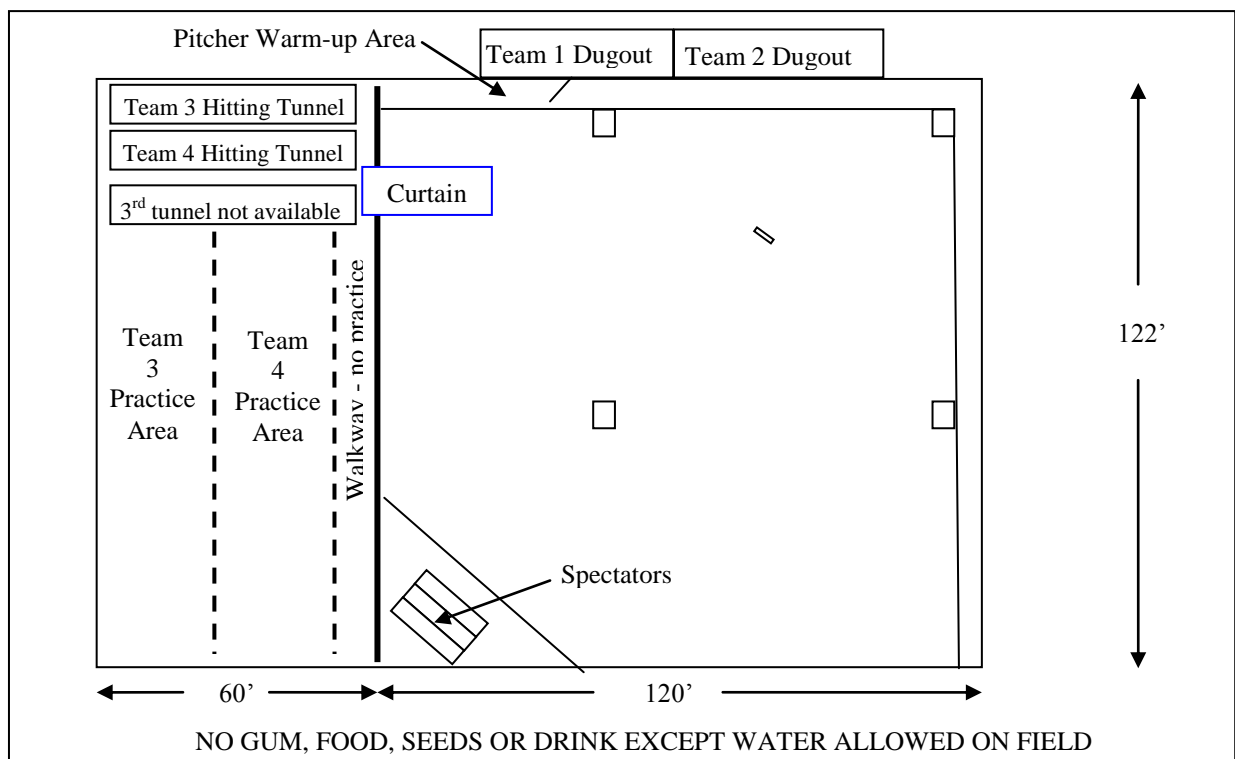 Pitcher Warm-up Area
Team 1 Dugout
Team 2 Dugout
Team 3 Hitting Tunnel
Team 4 Hitting Tunnel
3rd tunnel not available
Curtain
Team
3
Practice
Area
Team
4
Practice
Area
Walkway - no practice
122’
Spectators
60’
120’
NO GUM, FOOD, SEEDS OR DRINK EXCEPT WATER ALLOWED ON FIELD